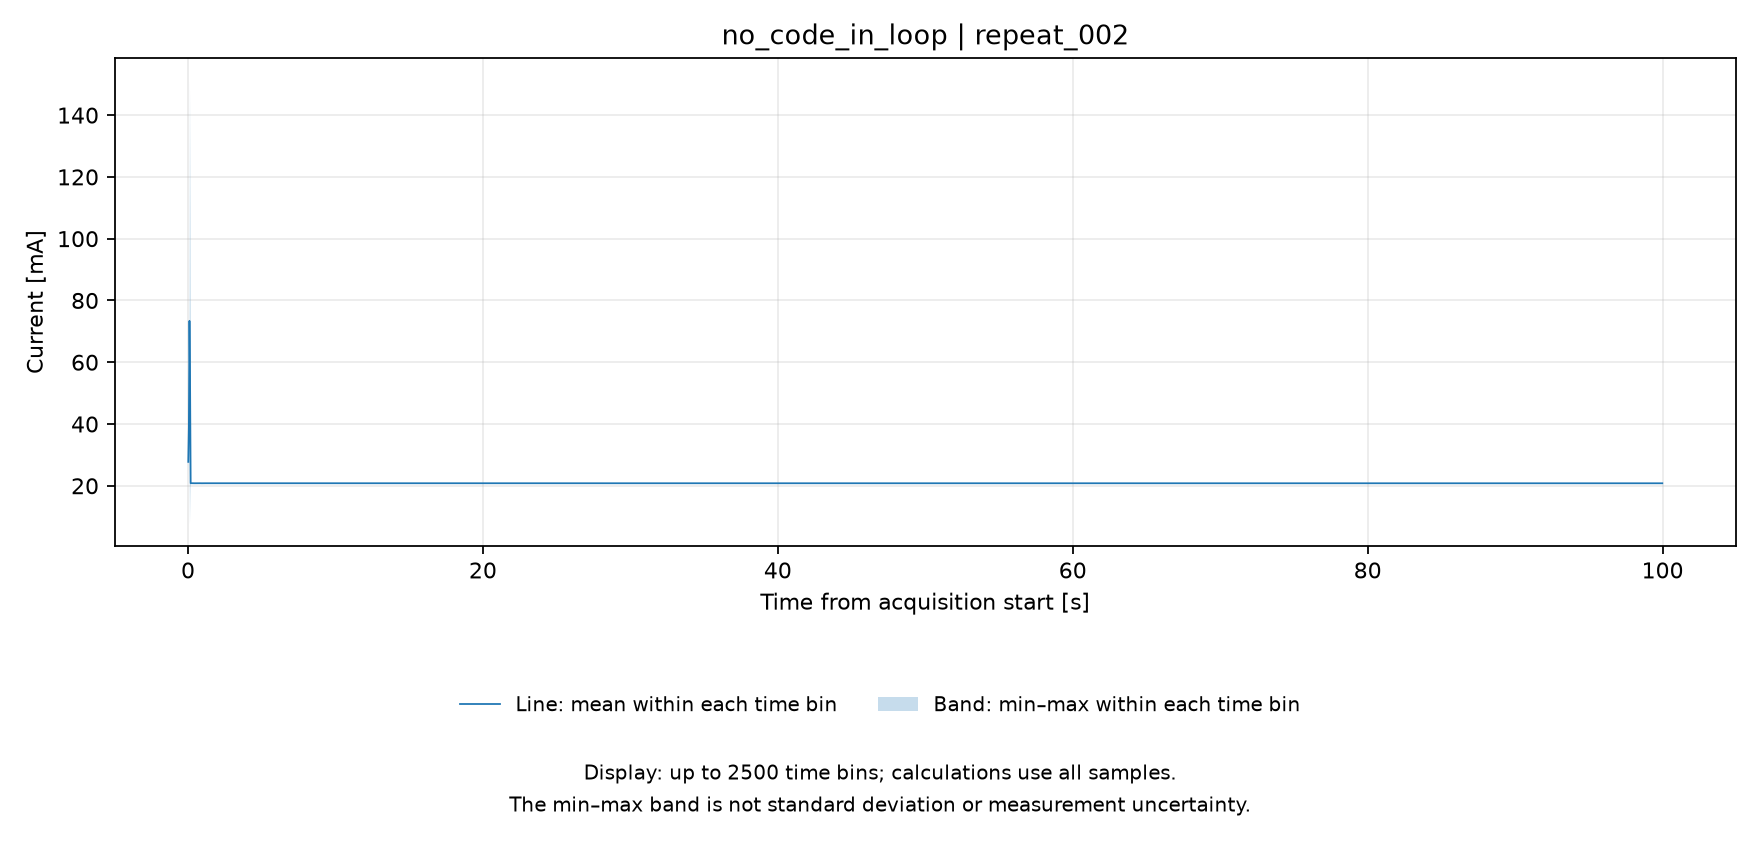 no_code_in_loop | repeat_002
140
120
100
80
60
40
20
Current [mA]
0 20 40 60 80 100
Time from acquisition start [s]
Line: mean within each time bin Band: min–max within each time bin
Display: up to 2500 time bins; calculations use all samples.
The min–max band is not standard deviation or measurement uncertainty.